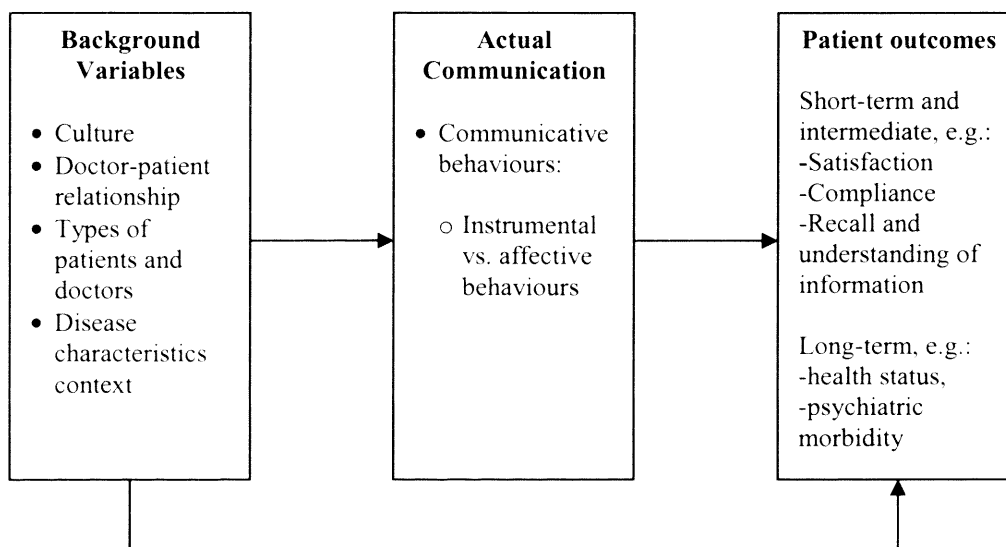 Background
Variables
• Culture
• Doctor-patient
relationship
• Types of
patients and
doctors
• Disease
characteristics
context
Actual
Communication
• Communicative
behaviours:
○ Instrumental
vs. affective
behaviours
Patient outcomes
Short-term and
intermediate, e.g.:
-Satisfaction
-Compliance
-Recall and
understanding of
information
Long-term, e.g.:
-health status,
-psychiatric
morbidity